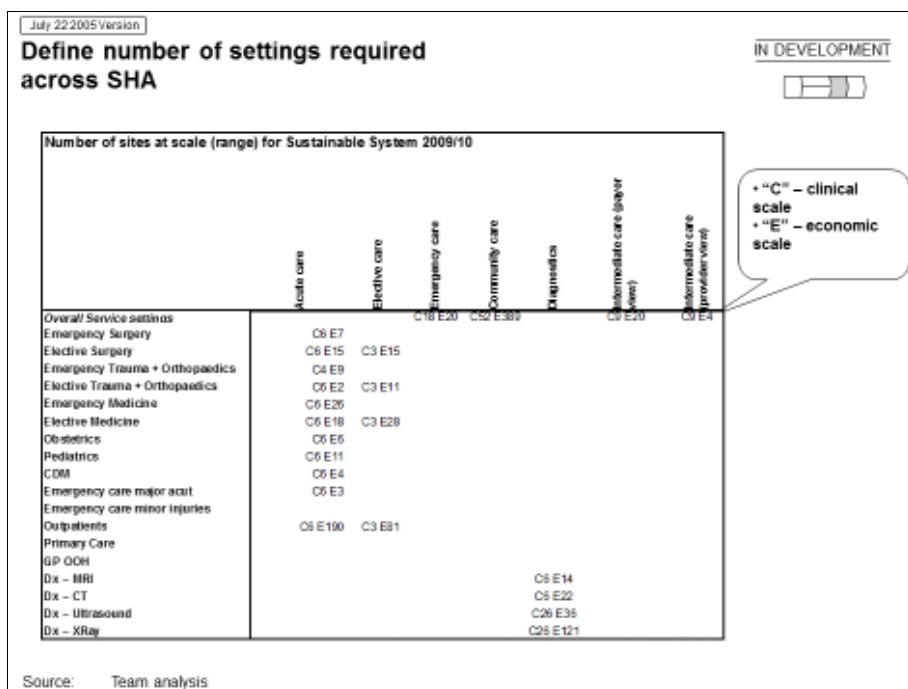 July 22 2005 Version
Define number of settings required
across SHA
IN DEVELOPMENT
Number of sites at scale (range) for Sustainable System 2009/10
Acute care
Elective care
Emergency care
Community care
Diagnostics
Intermediate care (payor
view)
Intermediate care
(provider view)
• "C" – clinical
scale
• "E" – economic
scale
Overall Service settings C18 E20 C52 E389 C9 E20 C9 E4
Emergency Surgery C6 E7
Elective Surgery C6 E15 C3 E15
Emergency Trauma + Orthopaedics C4 E9
Elective Trauma + Orthopaedics C6 E2 C3 E11
Emergency Medicine C6 E26
Elective Medicine C6 E18 C3 E28
Obstetrics C6 E6
Pediatrics C6 E11
CDM C6 E4
Emergency care major acut C6 E3
Emergency care minor injuries
Outpatients C6 E190 C3 E81
Primary Care
GP OOH
Dx – MRI C6 E14
Dx – CT C6 E22
Dx – Ultrasound C26 E36
Dx – XRay C26 E121
Source: Team analysis